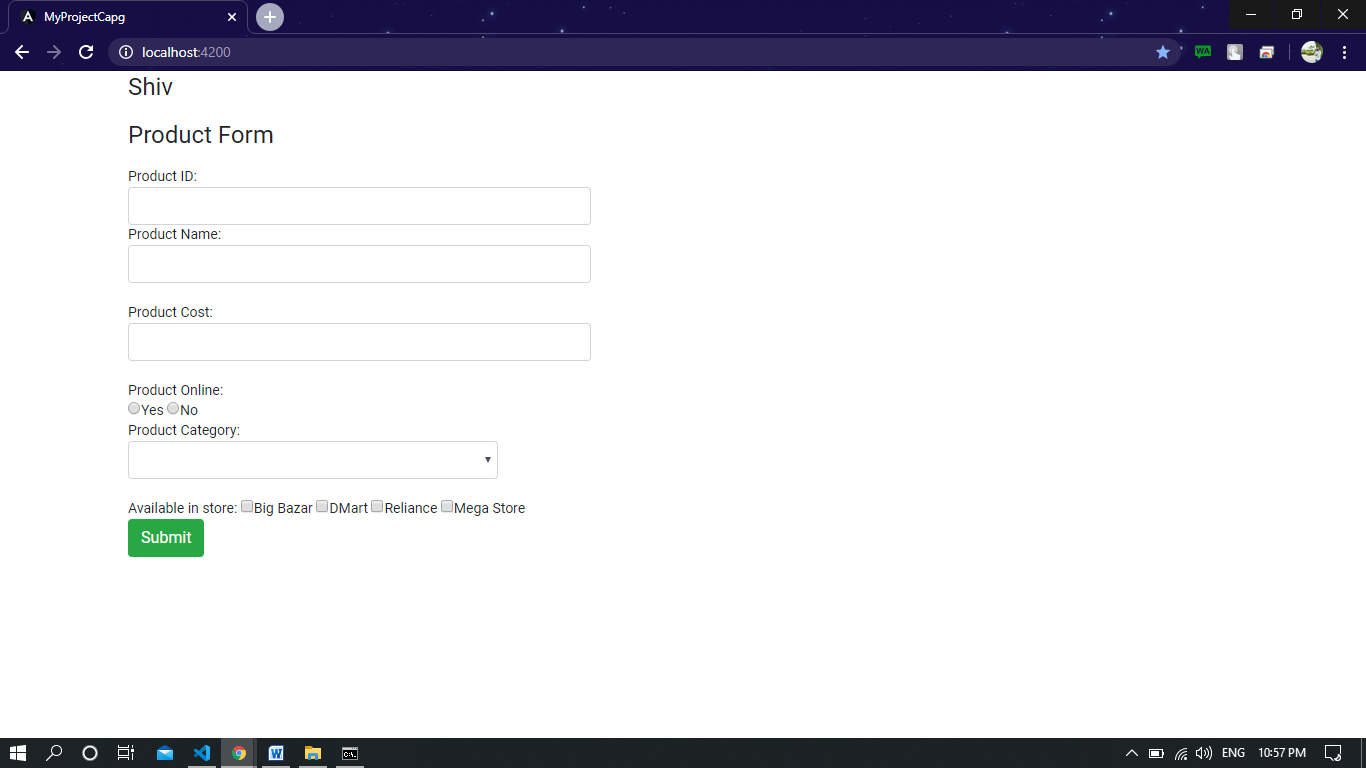 MyProjectCapg
localhost:4200
WA
Shiv
Product Form
Product ID:
Product Name:
Product Cost:
Product Online:
Yes No
Product Category:
Available in store: Big Bazar DMart Reliance Mega Store
Submit
ENG 10:57 PM